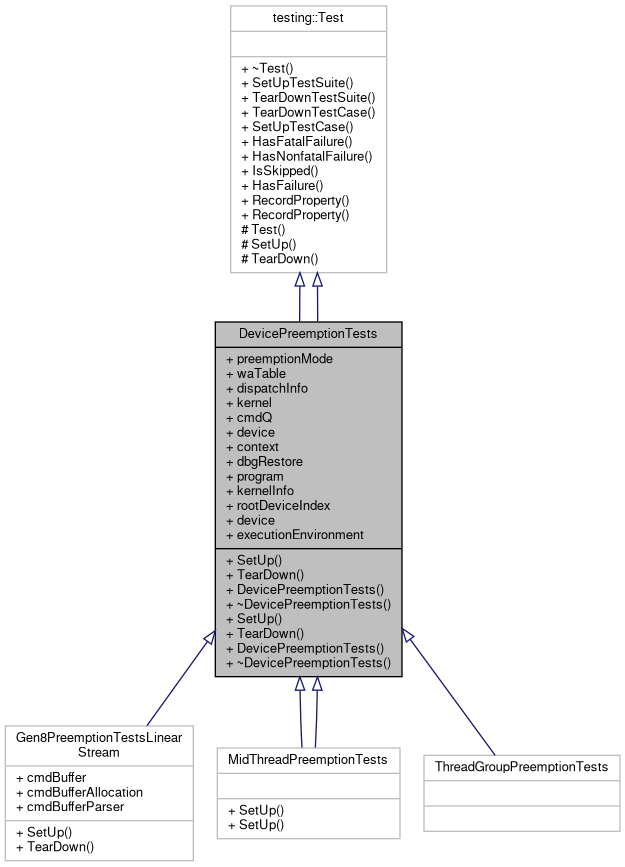 testing::Test
+ ~Test()
+ SetUpTestSuite()
+ TearDownTestSuite()
+ TearDownTestCase()
+ SetUpTestCase()
+ HasFatalFailure()
+ HasNonfatalFailure()
+ IsSkipped()
+ HasFailure()
+ RecordProperty()
+ RecordProperty()
# Test()
# SetUp()
# TearDown()
DevicePreemptionTests
+ preemptionMode
+ waTable
+ dispatchInfo
+ kernel
+ cmdQ
+ device
+ context
+ dbgRestore
+ program
+ kernelInfo
+ rootDeviceIndex
+ device
+ executionEnvironment
+ SetUp()
+ TearDown()
+ DevicePreemptionTests()
+ ~DevicePreemptionTests()
+ SetUp()
+ TearDown()
+ DevicePreemptionTests()
+ ~DevicePreemptionTests()
Gen8PreemptionTestsLinear
Stream
+ cmdBuffer
+ cmdBufferAllocation
+ cmdBufferParser
+ SetUp()
+ TearDown()
MidThreadPreemptionTests
+ SetUp()
+ SetUp()
ThreadGroupPreemptionTests